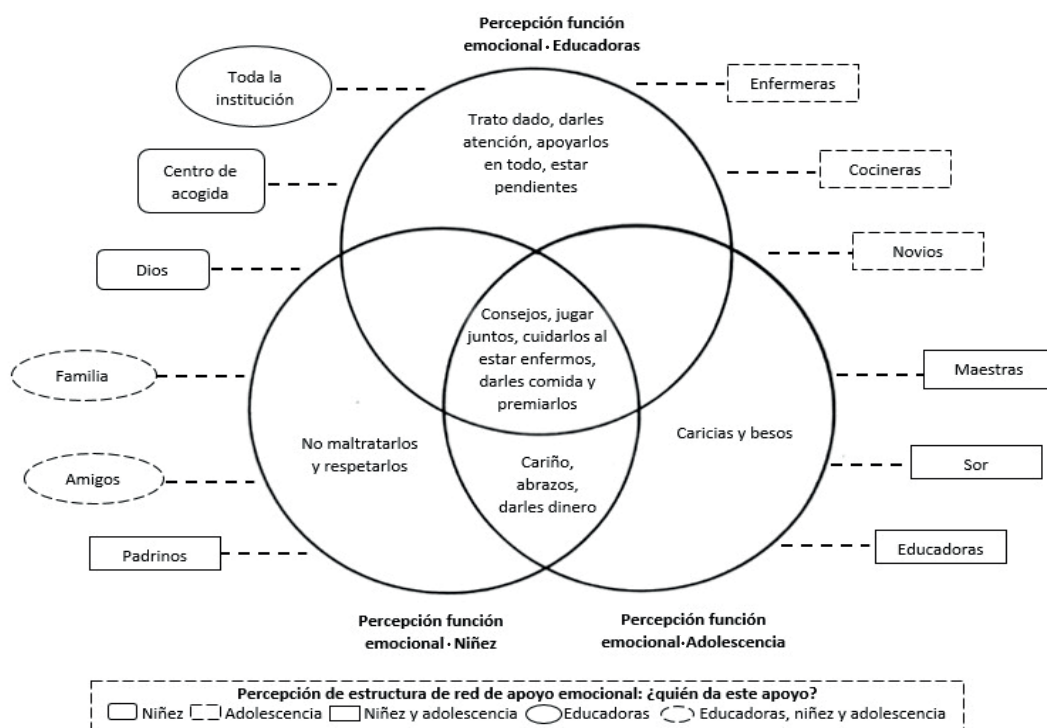 Percepción función
emocional · Educadoras
Toda la
institución
Enfermeras
Trato dado, darles
atención, apoyarlos
en todo, estar
pendientes
Centro de
acogida
Cocineras
Dios
Novios
Consejos, jugar
juntos, cuidarlos al
estar enfermos,
darles comida y
premiarlos
Familia
Maestras
No maltratarlos
y respetarlos
Caricias y besos
Cariño,
abrazos,
darles dinero
Amigos
Sor
Padrinos
Educadoras
Percepción función
emocional · Niñez
Percepción función
emocional·Adolescencia
Percepción de estructura de red de apoyo emocional: ¿quién da este apoyo?
Niñez Adolescencia Niñez y adolescencia Educadoras Educadoras, niñez y adolescencia